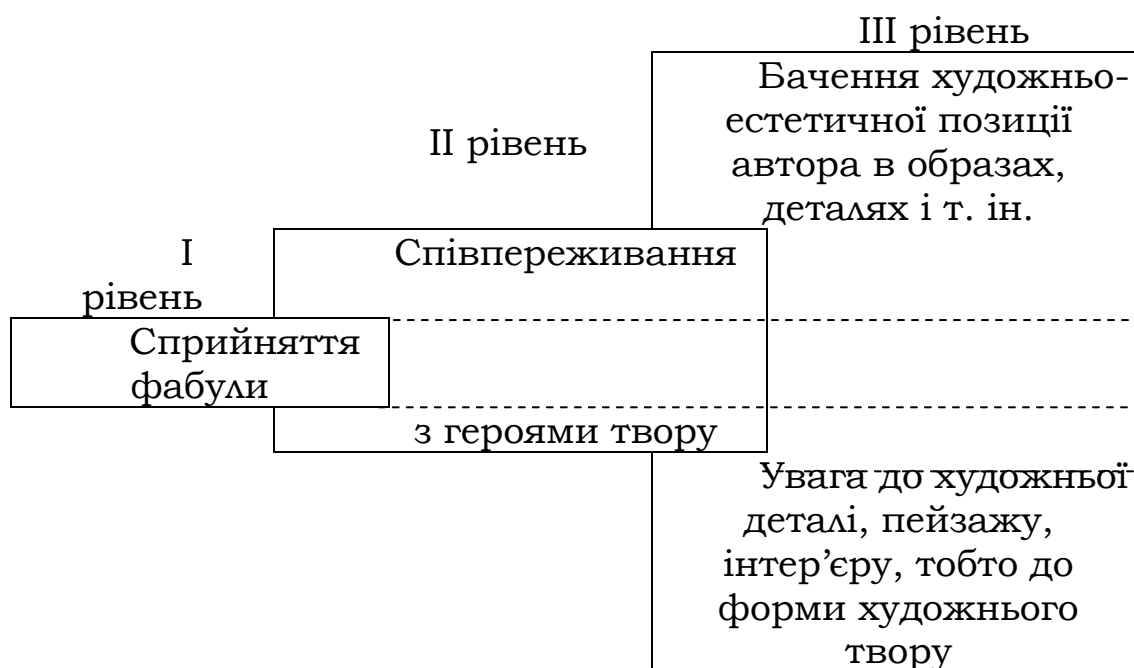 III рівень
Бачення художньо-
естетичної позиції
автора в образах,
деталях і т. ін.
II рівень
I
рівень
Співпереживання
Сприйняття
фабули
з героями твору
Увага до художньої
деталі, пейзажу,
інтер’єру, тобто до
форми художнього
твору